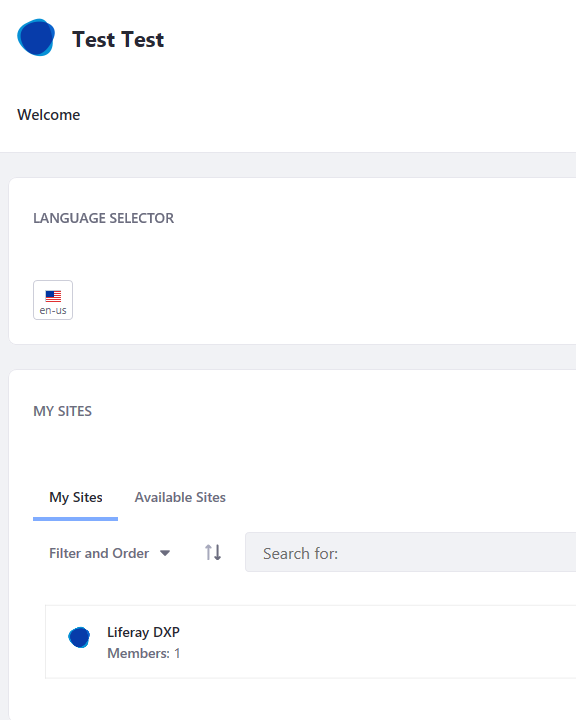 Test Test
Welcome
LANGUAGE SELECTOR
en-us
MY SITES
My Sites Available Sites
Filter and Order Search for:
Liferay DXP
Members: 1